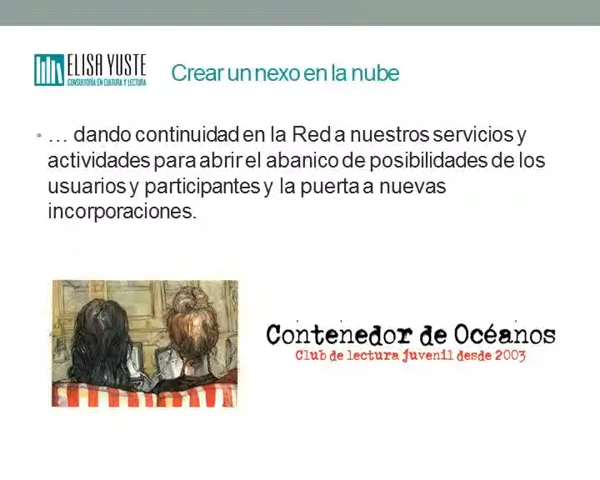 ELISA YUSTE
CONSULTORÍA EN CULTURA Y LECTURA
Crear un nexo en la nube
• … dando continuidad en la Red a nuestros servicios y
actividades para abrir el abanico de posibilidades de los
usuarios y participantes y la puerta a nuevas
incorporaciones.
Contenedor de Océanos
Club de lectura juvenil desde 2003